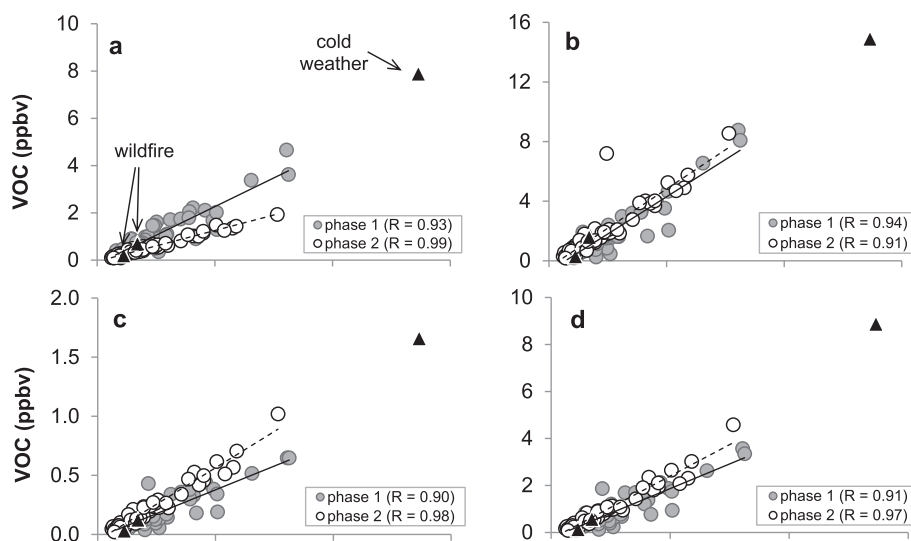 10
8
6
4
2
0
VOC (ppbv)
a
cold
weather
wildfire
phase 1 (R = 0.93)
phase 2 (R = 0.99)
16
12
8
4
0
b
phase 1 (R = 0.94)
phase 2 (R = 0.91)
2.0
1.5
1.0
0.5
0.0
VOC (ppbv)
c
phase 1 (R = 0.90)
phase 2 (R = 0.98)
10
8
6
4
2
0
d
phase 1 (R = 0.91)
phase 2 (R = 0.97)